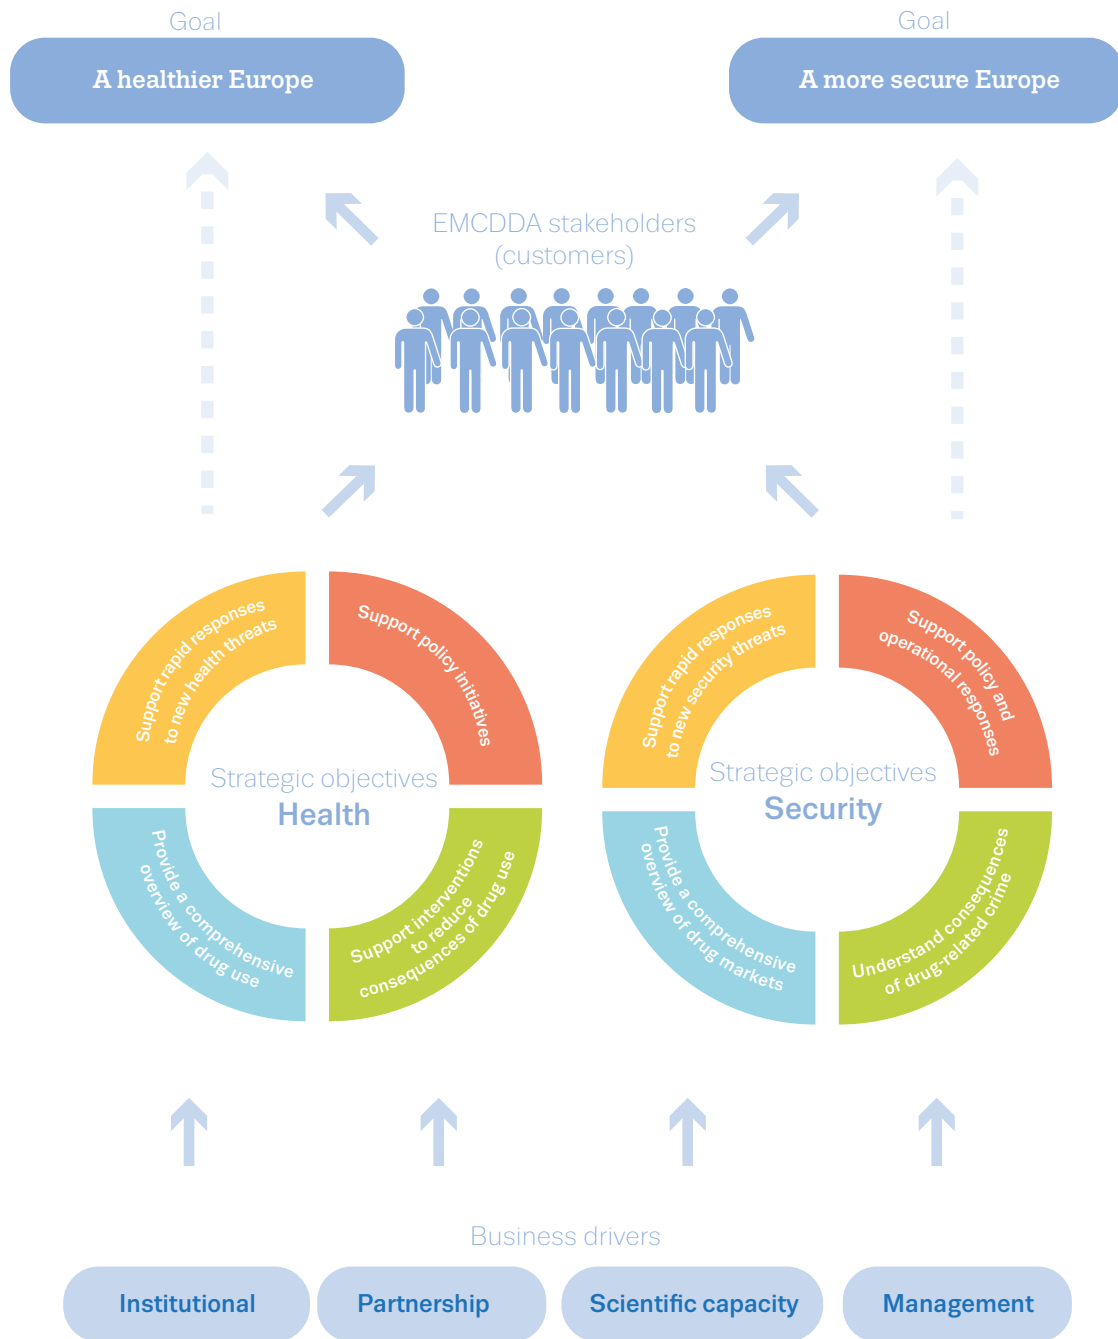 Goal
Goal
A healthier Europe
A more secure Europe
EMCDDA stakeholders
(customers)
Support rapid responses
to new health threats
Support policy initiatives
Strategic objectives
Health
Provide a comprehensive
overview of drug use
Support interventions
to reduce
consequences of drug use
Support rapid responses
to new security threats
Support policy and
operational responses
Strategic objectives
Security
Provide a comprehensive
overview of drug markets
Understand consequences
of drug-related crime
Business drivers
Institutional
Partnership
Scientific capacity
Management